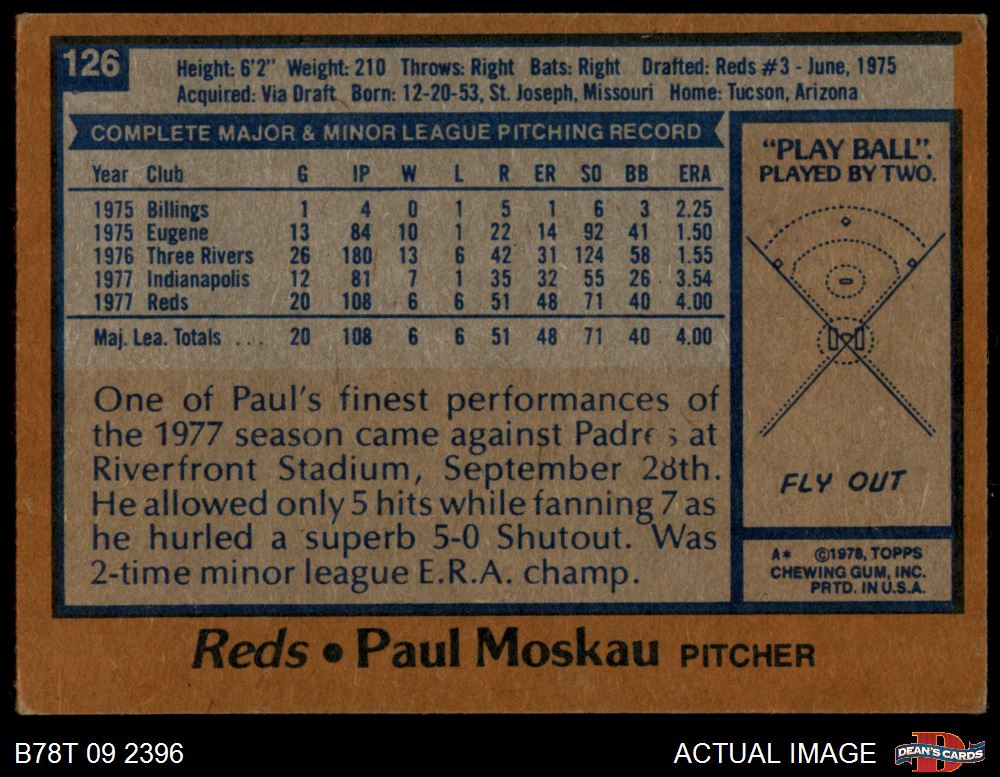 126
Height: 6'2" Weight: 210 Throws: Right Bats: Right Drafted: Reds #3 - June, 1975
Acquired: Via Draft Born: 12-20-53, St. Joseph, Missouri Home: Tucson, Arizona
COMPLETE MAJOR & MINOR LEAGUE PITCHING RECORD
Year Club G IP W L R ER SO BB ERA
1975 Billings 1 4 0 1 5 1 6 3 2.25
1975 Eugene 13 84 10 1 22 14 92 41 1.50
1976 Three Rivers 26 180 13 6 42 31 124 58 1.55
1977 Indianapolis 12 81 7 1 35 32 55 26 3.54
1977 Reds 20 108 6 6 51 48 71 40 4.00
Maj. Lea. Totals ... 20 108 6 6 51 48 71 40 4.00
One of Paul's finest performances of
the 1977 season came against Padres at
Riverfront Stadium, September 28th.
He allowed only 5 hits while fanning 7 as
he hurled a superb 5-0 Shutout. Was
2-time minor league E.R.A. champ.
"PLAY BALL".
PLAYED BY TWO.
FLY OUT
A* ©1978, TOPPS
CHEWING GUM, INC.
PRTD. IN U.S.A.
Reds • Paul Moskau PITCHER
B78T 09 2396
ACTUAL IMAGE
D
DEAN'S CARDS